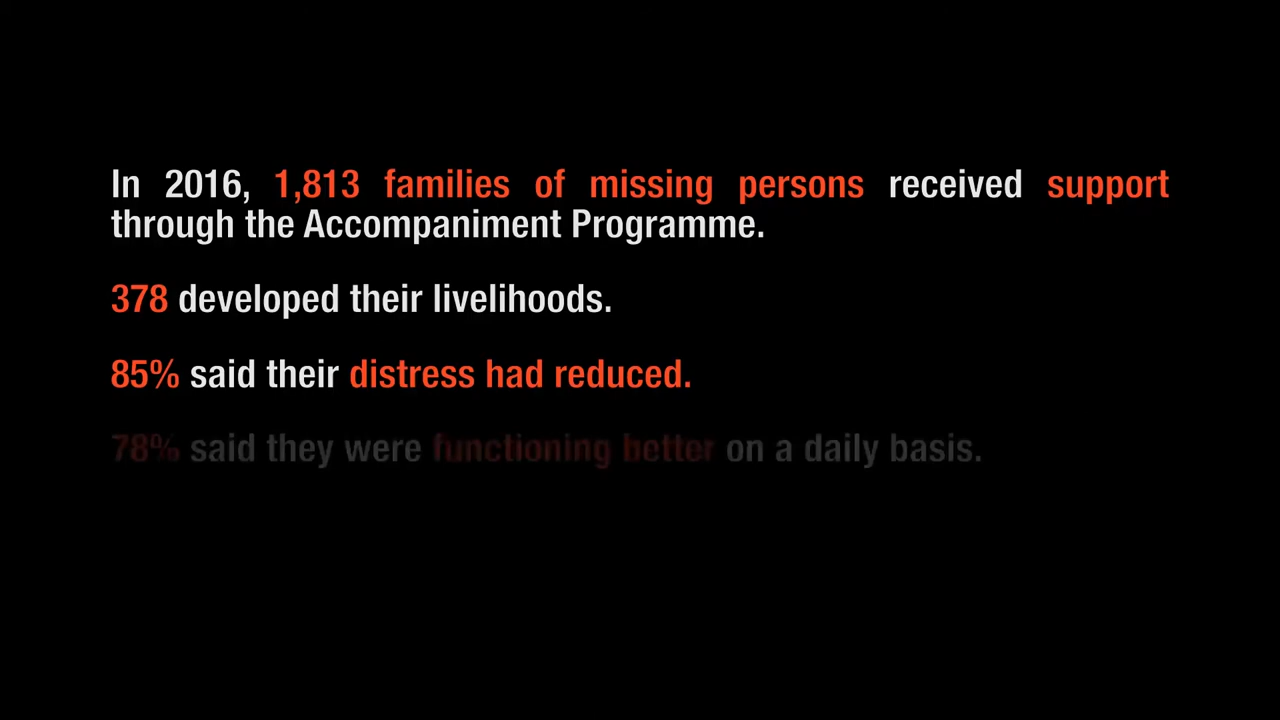 In 2016, 1,813 families of missing persons received support
through the Accompaniment Programme.
378 developed their livelihoods.
85% said their distress had reduced.
78% said they were functioning better on a daily basis.